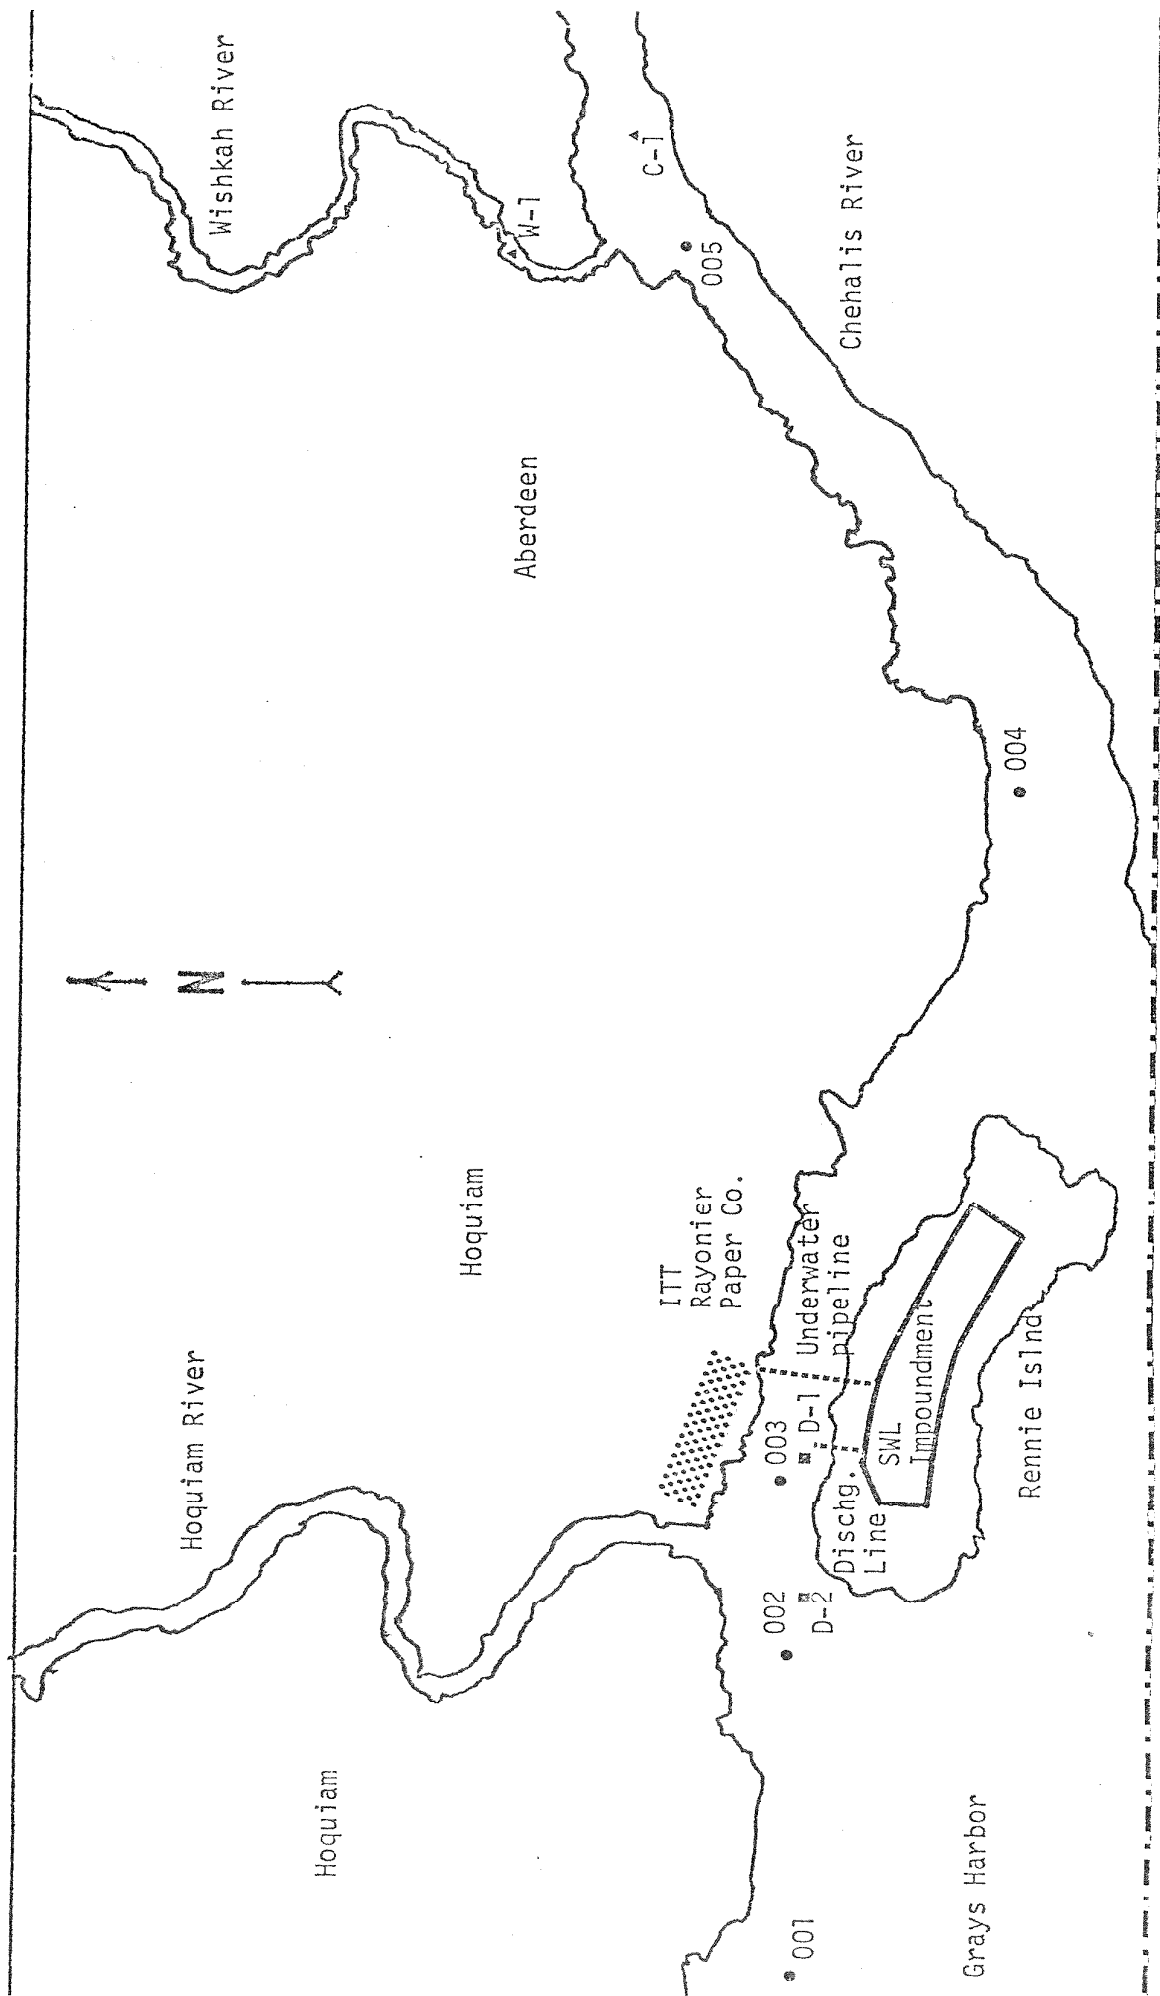 Hoquiam River
Wishkah River
N
Hoquiam
Hoquiam
Aberdeen
W-1
C-1
ITT
Rayonier
Paper Co.
005
001
002
D-2
003
D-1
Underwater
pipeline
Dischg.
Line
SWL
Impoundment
Chehalis River
Grays Harbor
Rennie Islnd
004